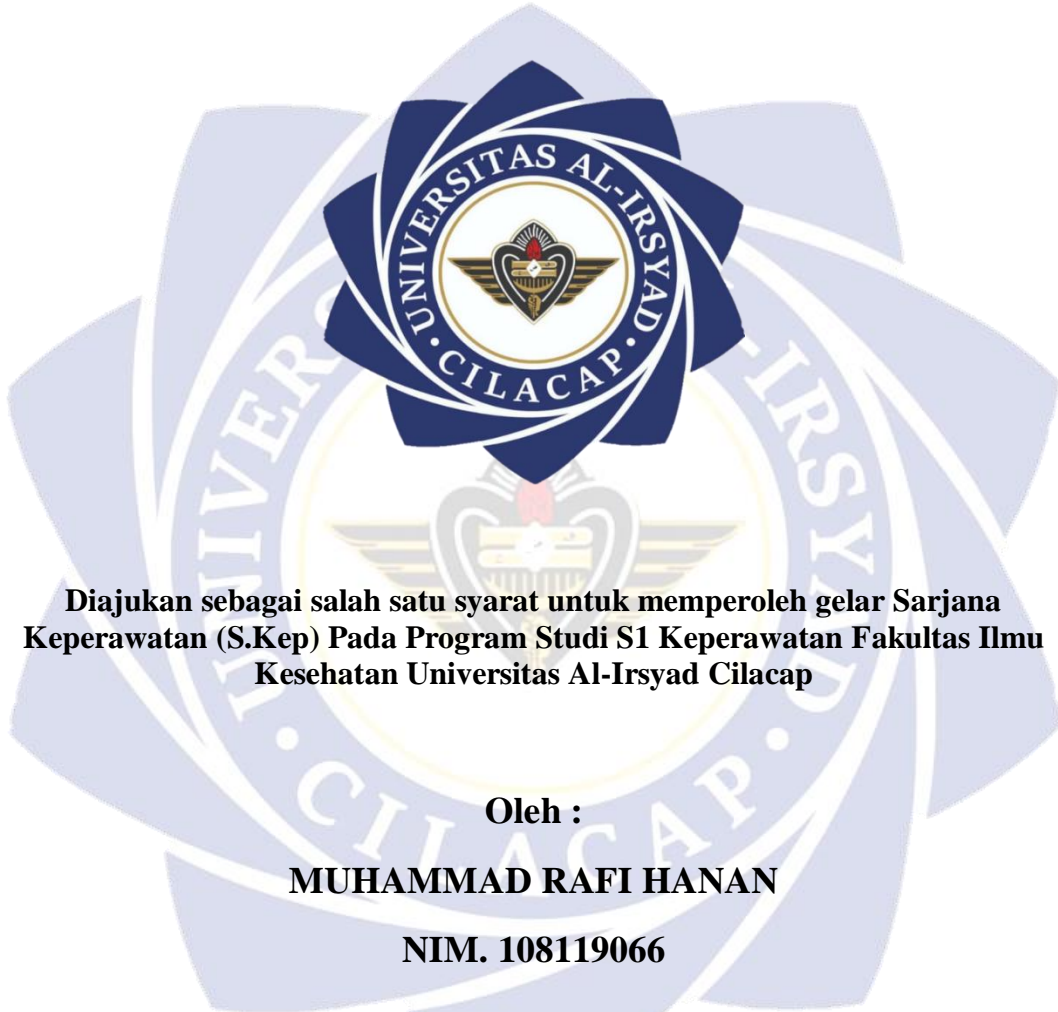 UNIVERSITAS AL-IRSYAD
CILACAP
Diajukan sebagai salah satu syarat untuk memperoleh gelar Sarjana
Keperawatan (S.Kep) Pada Program Studi S1 Keperawatan Fakultas Ilmu
Kesehatan Universitas Al-Irsyad Cilacap
Oleh :
MUHAMMAD RAFI HANAN
NIM. 108119066